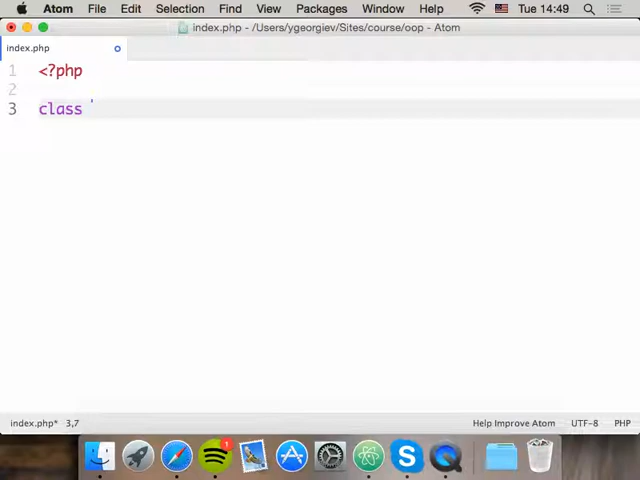 Atom File Edit Selection Find View Packages Window Help Tue 14:49
index.php - /Users/ygeorgiev/Sites/course/oop - Atom
index.php
1 <?php
2
3 class
index.php* 3,7 Help Improve Atom UTF-8 PHP
1